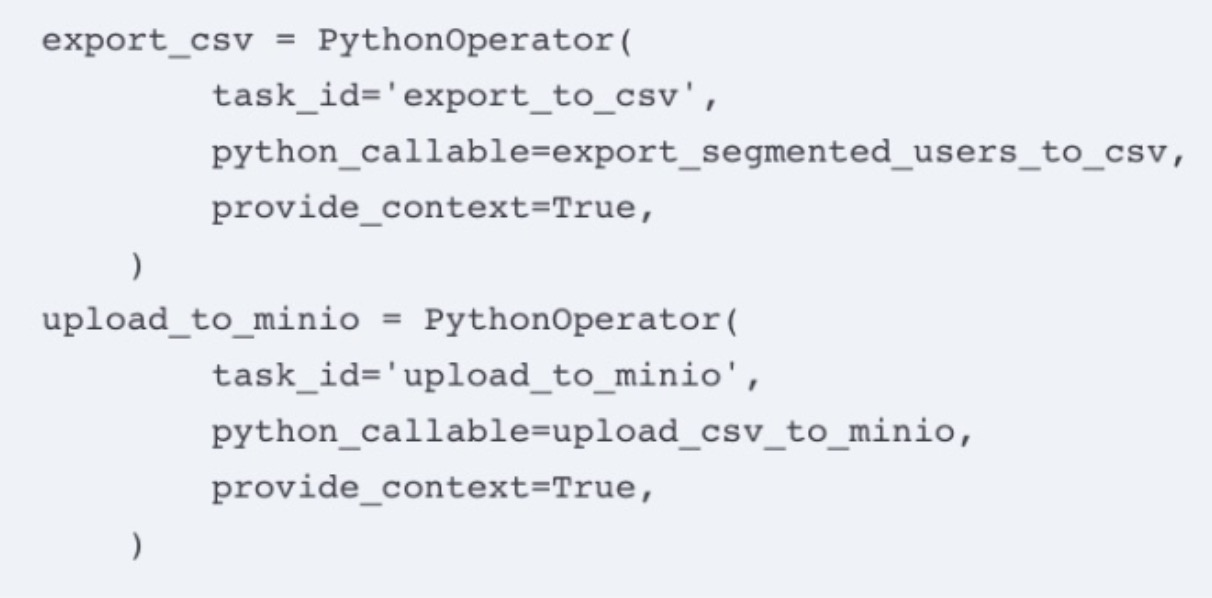 export_csv = PythonOperator(
        task_id='export_to_csv',
        python_callable=export_segmented_users_to_csv,
        provide_context=True,
    )
upload_to_minio = PythonOperator(
        task_id='upload_to_minio',
        python_callable=upload_csv_to_minio,
        provide_context=True,
    )